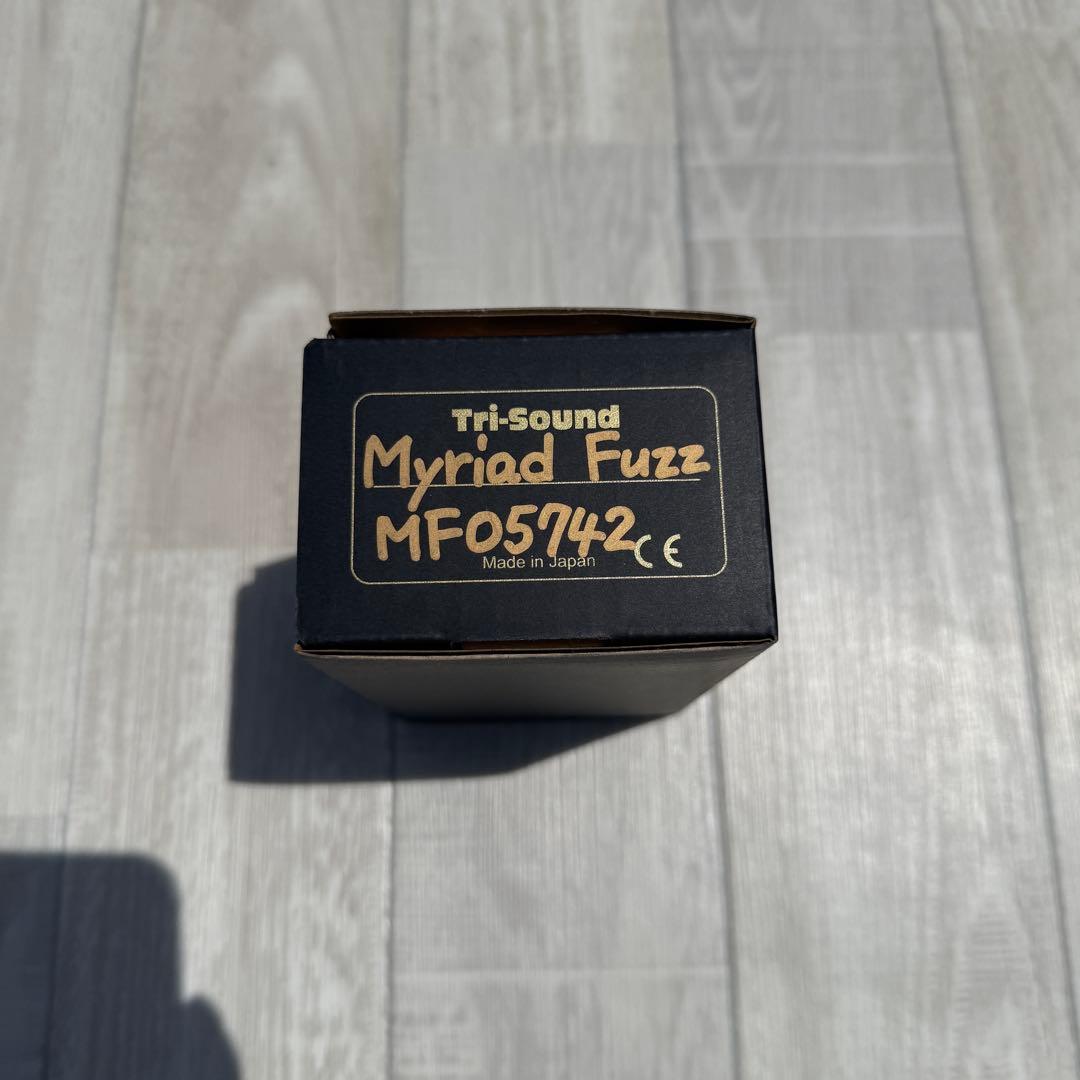 Tri-Sound
Myriad Fuzz
MF05742
Made in Japan CE